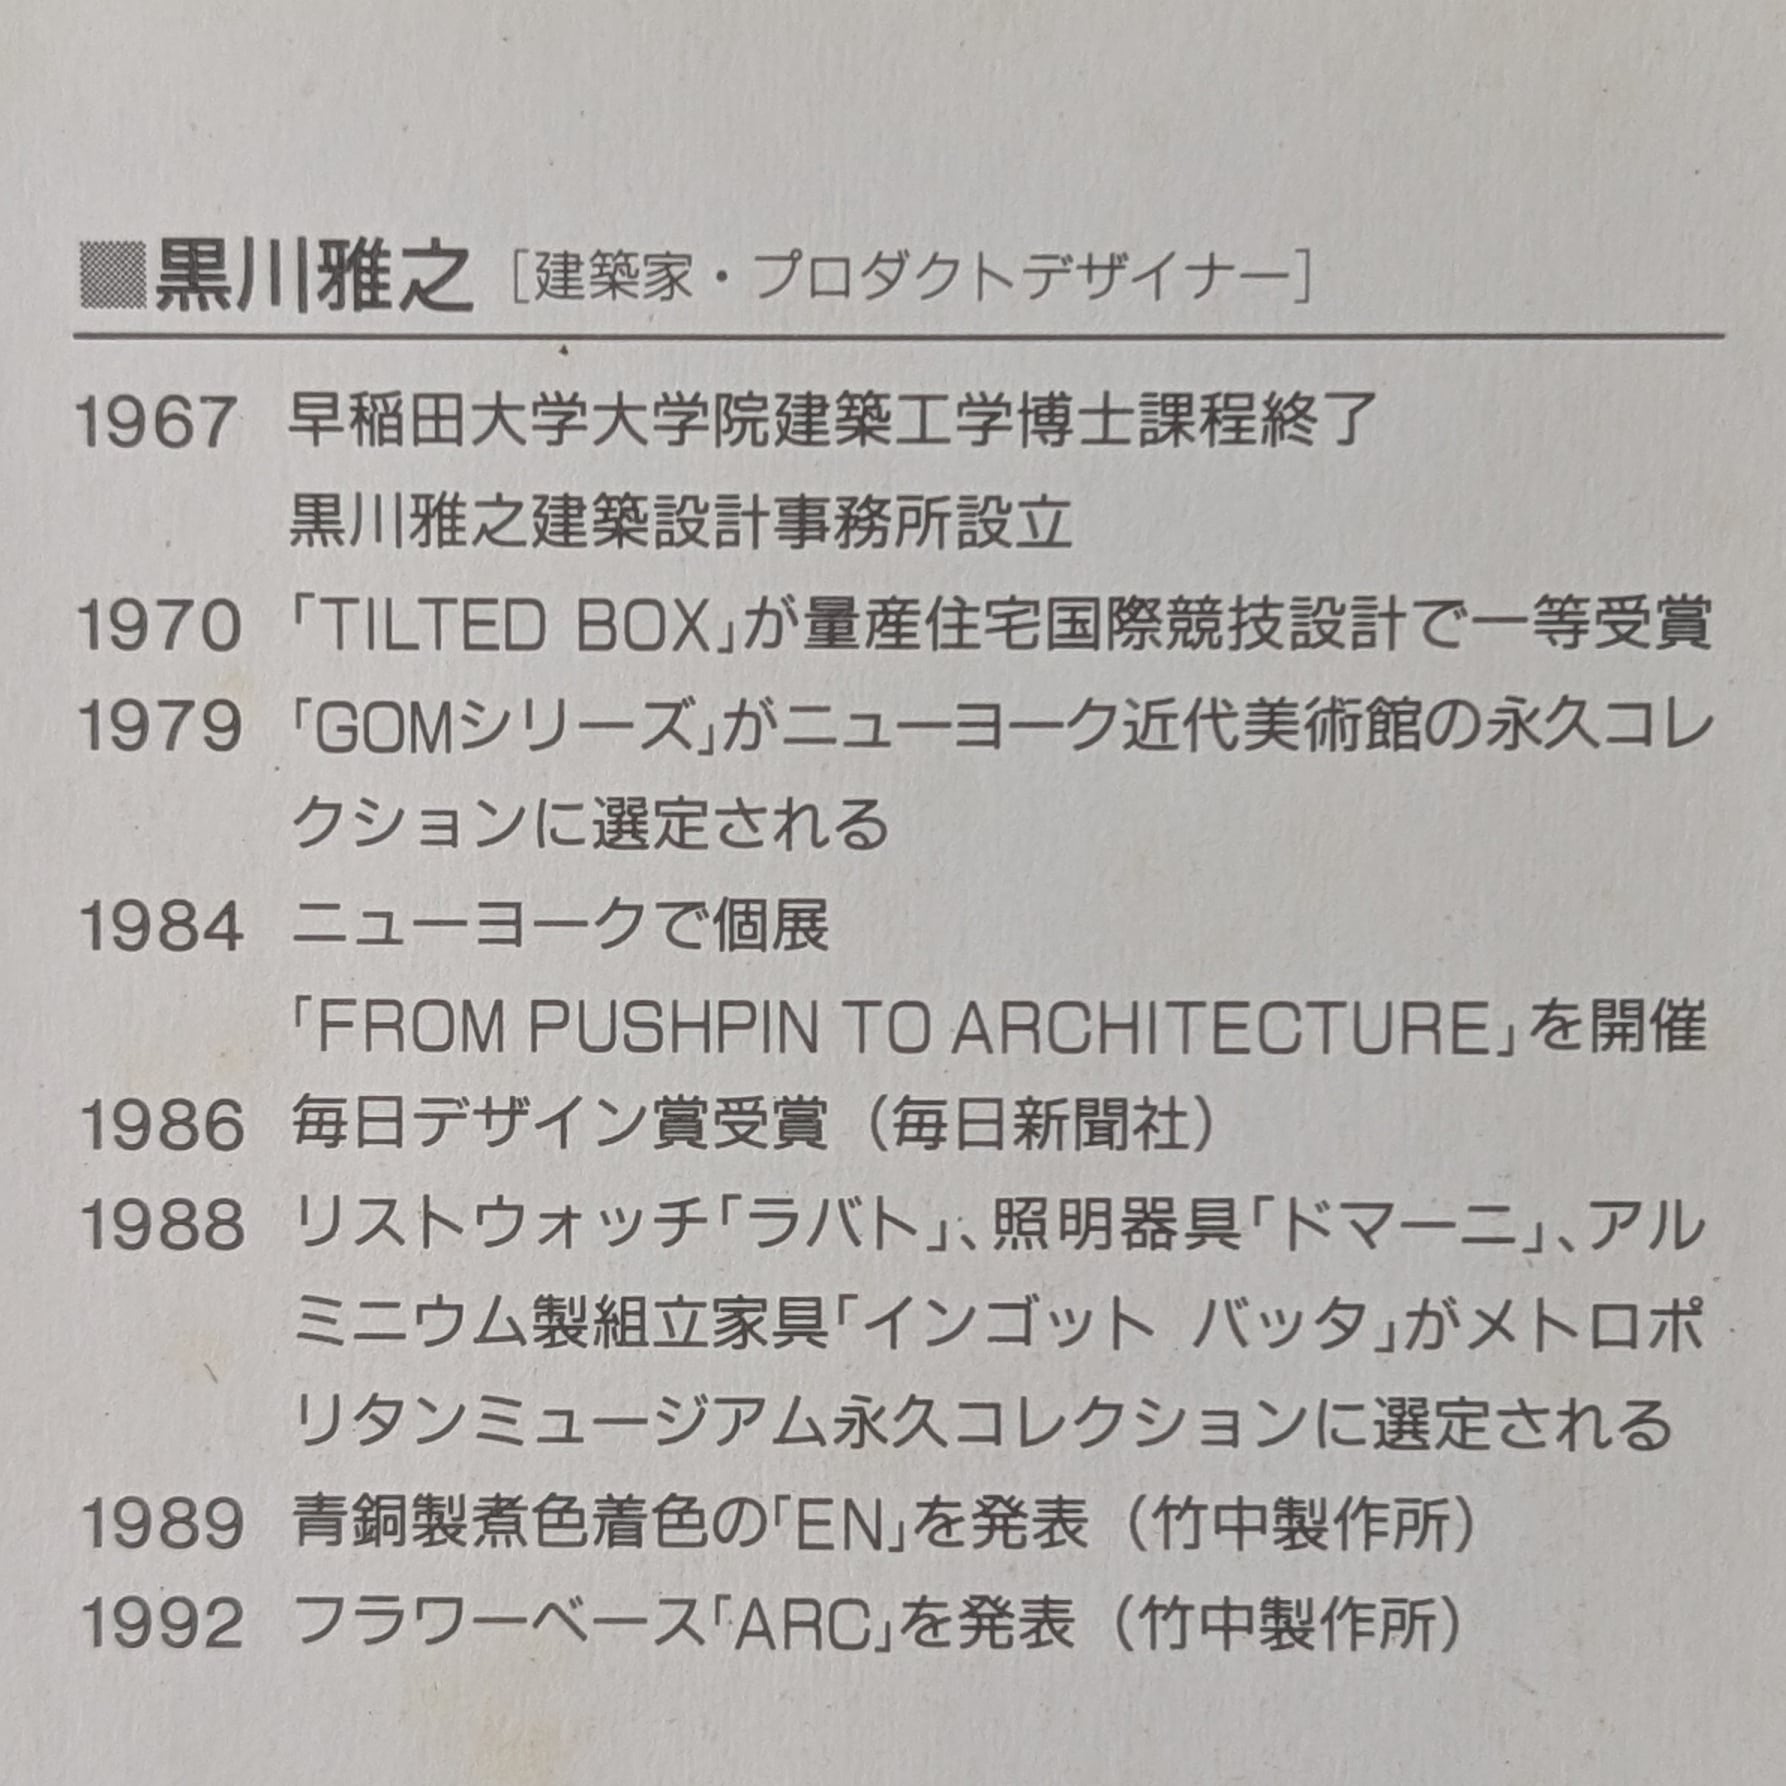 ■黒川雅之 [建築家・プロダクトデザイナー]
1967 早稲田大学大学院建築工学博士課程終了
黒川雅之建築設計事務所設立
1970 「TILTED BOX」が量産住宅国際競技設計で一等受賞
1979 「GOMシリーズ」がニューヨーク近代美術館の永久コレ
クションに選定される
1984 ニューヨークで個展
「FROM PUSHPIN TO ARCHITECTURE」を開催
1986 毎日デザイン賞受賞（毎日新聞社）
1988 リストウォッチ「ラバト」、照明器具「ドマーニ」、アル
ミニウム製組立家具「インゴット バッタ」がメトロポ
リタンミュージアム永久コレクションに選定される
1989 青銅製煮色着色の「EN」を発表（竹中製作所）
1992 フラワーベース「ARC」を発表（竹中製作所）